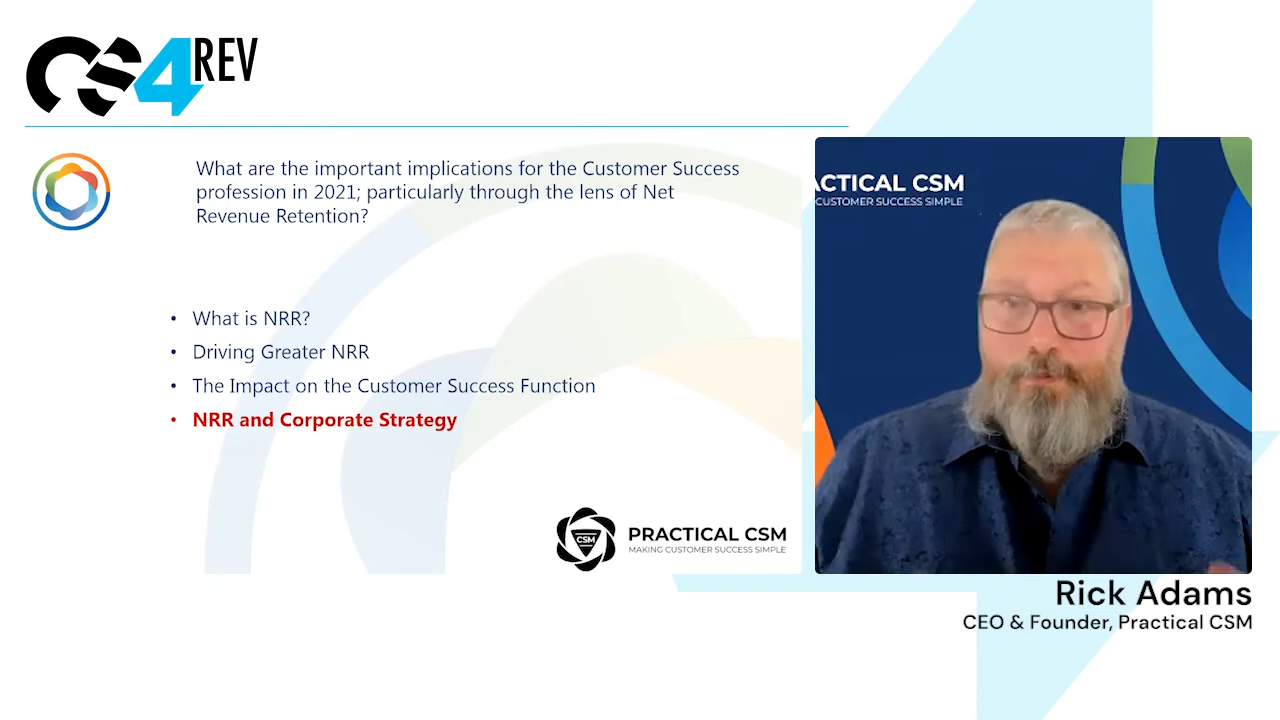 CS4REV
What are the important implications for the Customer Success
profession in 2021; particularly through the lens of Net
Revenue Retention?
• What is NRR?
• Driving Greater NRR
• The Impact on the Customer Success Function
• NRR and Corporate Strategy
CSM
PRACTICAL CSM
MAKING CUSTOMER SUCCESS SIMPLE
ACTICAL CSM
CUSTOMER SUCCESS SIMPLE
Rick Adams
CEO & Founder, Practical CSM